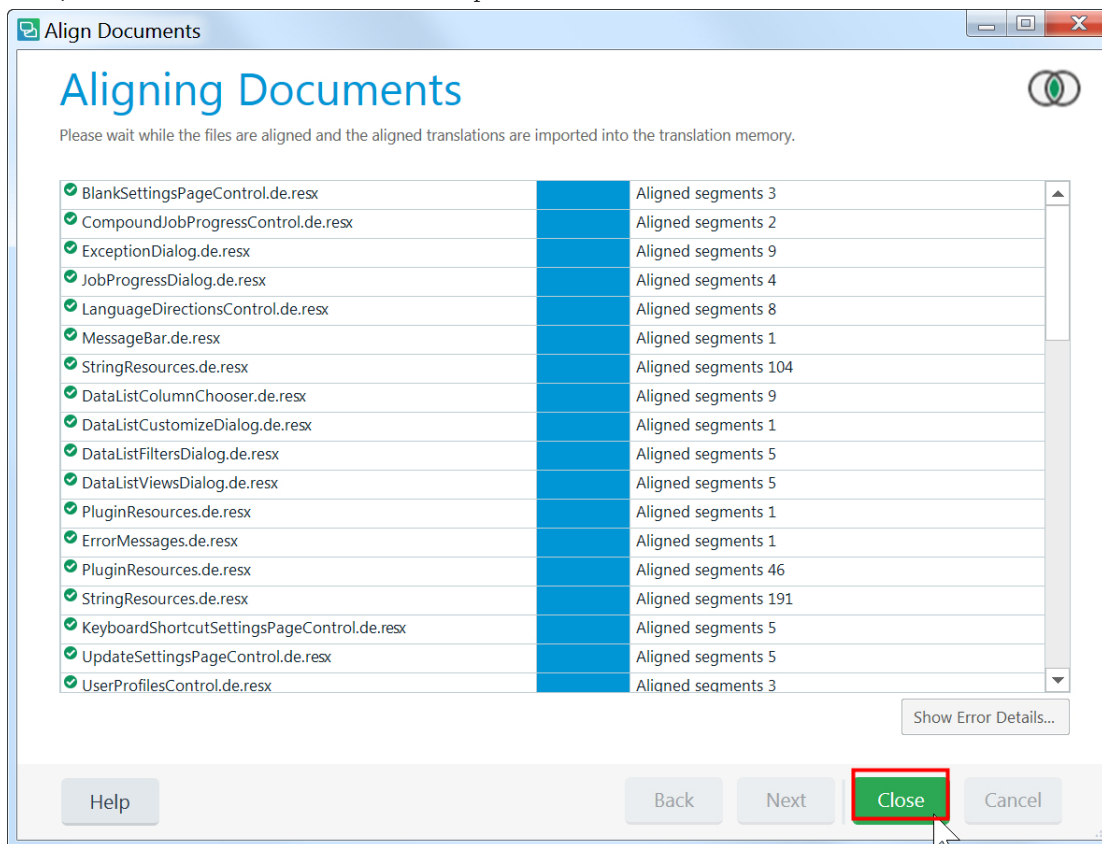 Align Documents
Aligning Documents
Please wait while the files are aligned and the aligned translations are imported into the translation memory.
BlankSettingsPageControl.de.resx Aligned segments 3
CompoundJobProgressControl.de.resx Aligned segments 2
ExceptionDialog.de.resx Aligned segments 9
JobProgressDialog.de.resx Aligned segments 4
LanguageDirectionsControl.de.resx Aligned segments 8
MessageBar.de.resx Aligned segments 1
StringResources.de.resx Aligned segments 104
DataListColumnChooser.de.resx Aligned segments 9
DataListCustomizeDialog.de.resx Aligned segments 1
DataListFiltersDialog.de.resx Aligned segments 5
DataListViewsDialog.de.resx Aligned segments 5
PluginResources.de.resx Aligned segments 1
ErrorMessages.de.resx Aligned segments 1
PluginResources.de.resx Aligned segments 46
StringResources.de.resx Aligned segments 191
KeyboardShortcutSettingsPageControl.de.resx Aligned segments 5
UpdateSettingsPageControl.de.resx Aligned segments 5
UserProfilesControl.de.resx Aligned segments 3
Show Error Details...
Help Back Next Close Cancel